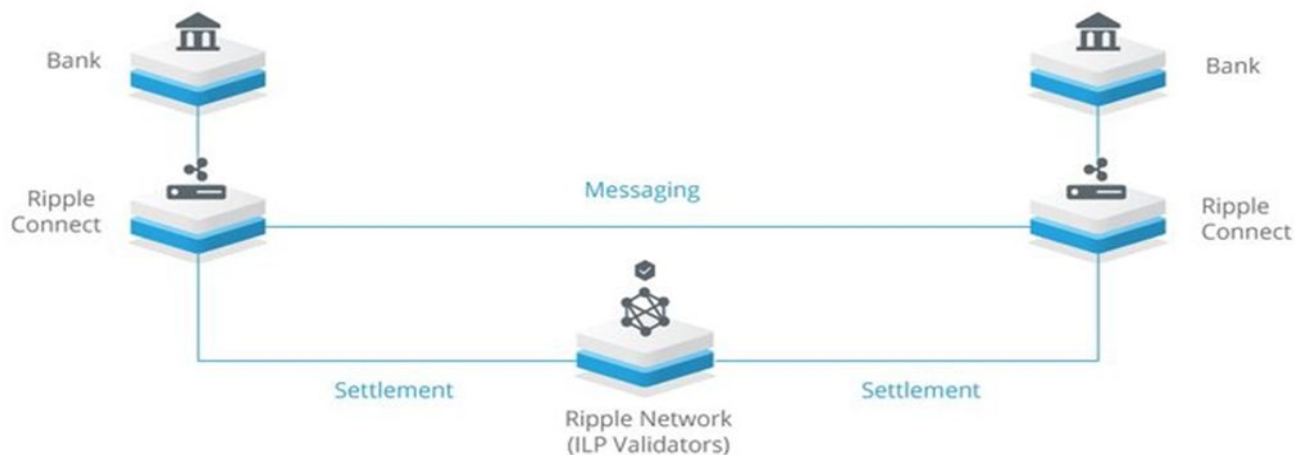 Bank
Bank
Ripple
Connect
Messaging
Ripple
Connect
Settlement
Settlement
Ripple Network
(ILP Validators)